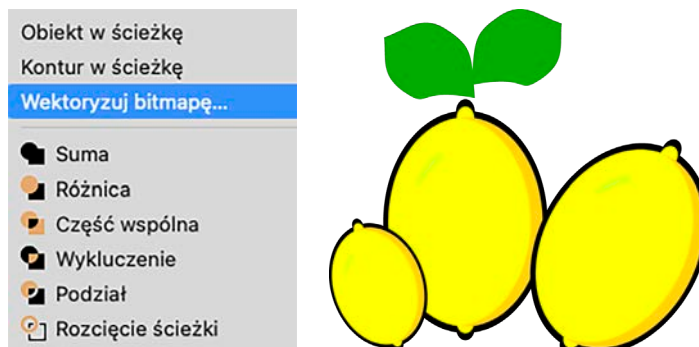 Obiekt w ścieżkę
Kontur w ścieżkę
Wektoryzuj bitmapę...
Suma
Różnica
Część wspólna
Wykluczenie
Podział
Rozcięcie ścieżki